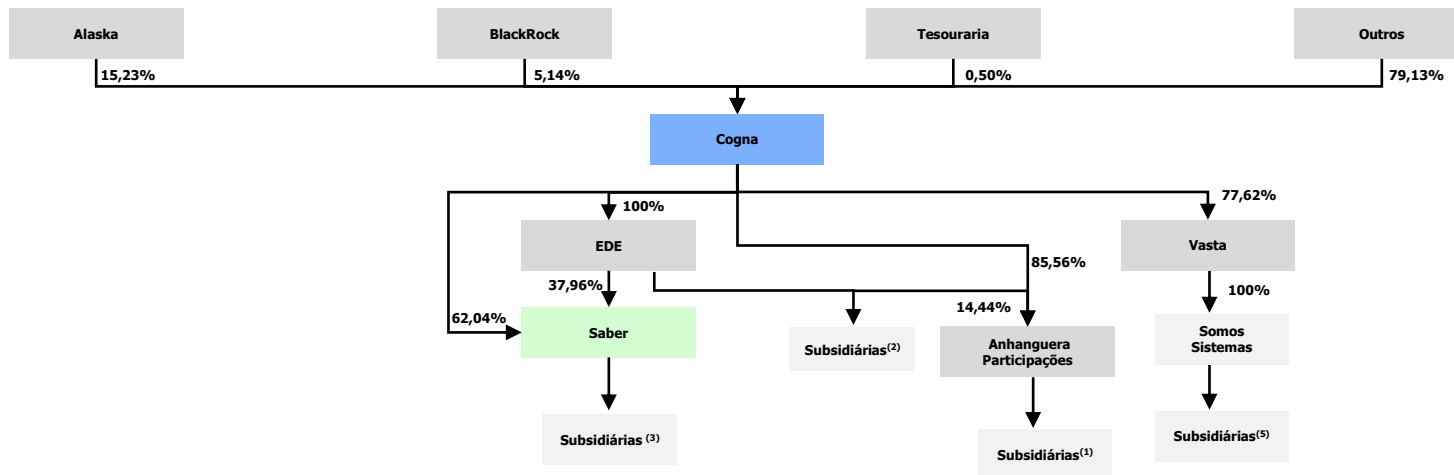 Alaska
BlackRock
Tesouraria
Outros
15,23%
5,14%
0,50%
79,13%
Cogna
100%
77,62%
EDE
Vasta
37,96%
85,56%
100%
62,04%
14,44%
Saber
Subsidiárias(2)
Anhanguera
Participações
Somos
Sistemas
Subsidiárias (3)
Subsidiárias(1)
Subsidiárias(5)